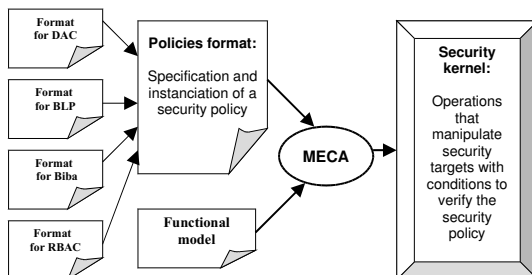 Format
for DAC
Format
for BLP
Format
for Biba
Format
for RBAC
Policies format:
Specification and
instanciation of a
security policy
Functional
model
MECA
Security
kernel:
Operations
that
manipulate
security
targets with
conditions to
verify the
security
policy